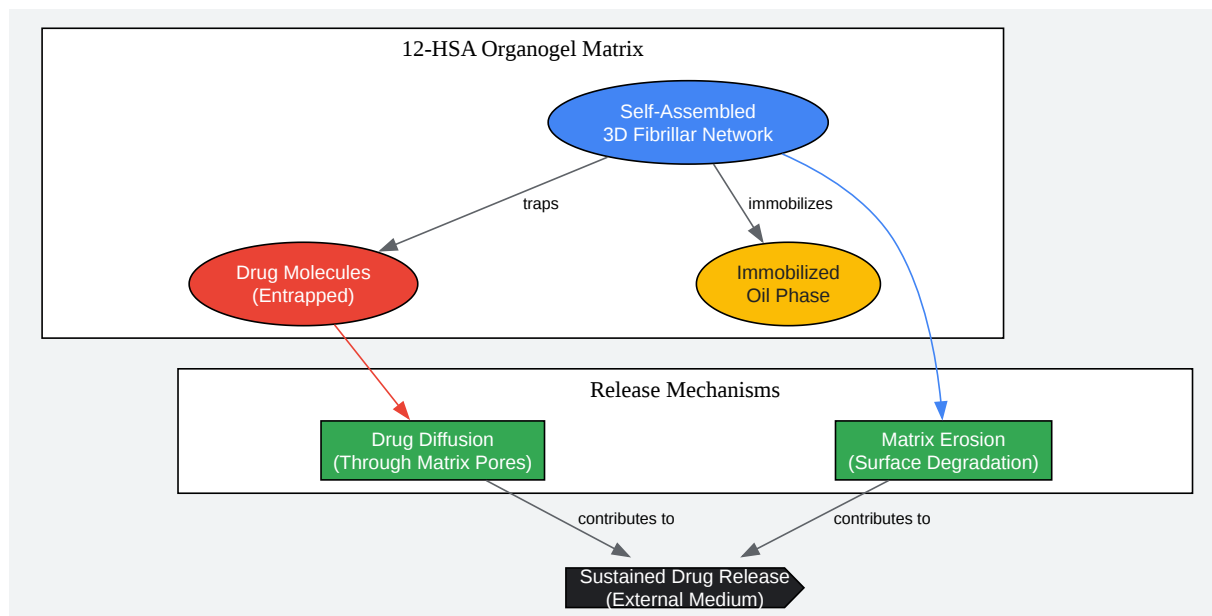 12-HSA Organogel Matrix
Self-Assembled
3D Fibrillar Network
traps
immobilizes
Drug Molecules
(Entrapped)
Immobilized
Oil Phase
Release Mechanisms
Drug Diffusion
(Through Matrix Pores)
Matrix Erosion
(Surface Degradation)
contributes to
contributes to
Sustained Drug Release
(External Medium)